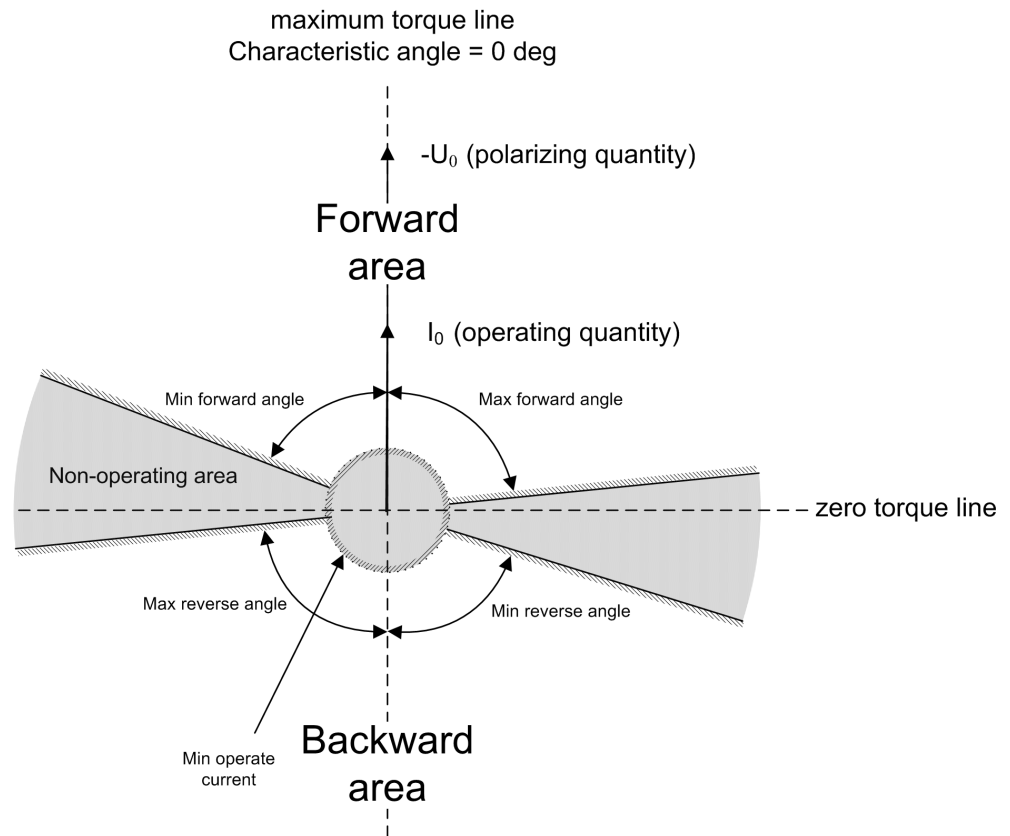 maximum torque line
Characteristic angle = 0 deg
-U₀ (polarizing quantity)
Forward
area
I₀ (operating quantity)
Min forward angle
Max forward angle
Non-operating area
zero torque line
Max reverse angle
Min reverse angle
Min operate
current
Backward
area